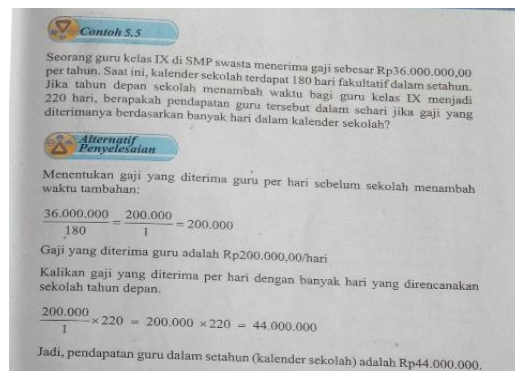 Contoh 5.5
Seorang guru kelas IX di SMP swasta menerima gaji sebesar Rp36.000.000,00
per tahun. Saat ini, kalender sekolah terdapat 180 hari fakultatif dalam setahun.
Jika tahun depan sekolah menambah waktu bagi guru kelas IX menjadi
220 hari, berapakah pendapatan guru tersebut dalam sehari jika gaji yang
diterimanya berdasarkan banyak hari dalam kalender sekolah?
Alternatif
Penyelesaian
Menentukan gaji yang diterima guru per hari sebelum sekolah menambah
waktu tambahan:
36.000.000/180 = 200.000/1 = 200.000
Gaji yang diterima guru adalah Rp200.000,00/hari
Kalikan gaji yang diterima per hari dengan banyak hari yang direncanakan
sekolah tahun depan.
200.000/1 × 220 = 200.000 × 220 = 44.000.000
Jadi, pendapatan guru dalam setahun (kalender sekolah) adalah Rp44.000.000.